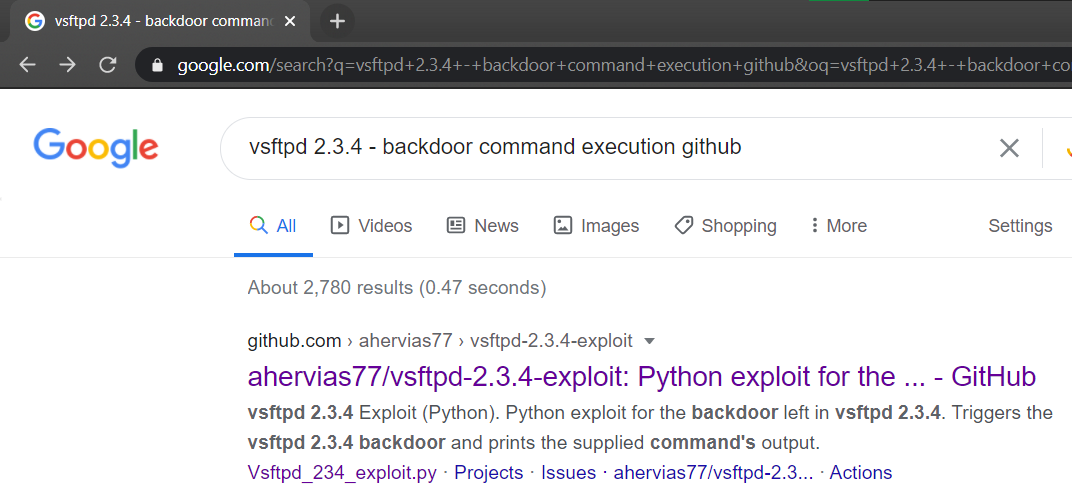 vsftpd 2.3.4 - backdoor comman
google.com/search?q=vsftpd+2.3.4+-+backdoor+command+execution+github&oq=vsftpd+2.3.4+-+backdoor+co
Google
vsftpd 2.3.4 - backdoor command execution github
All Videos News Images Shopping More Settings
About 2,780 results (0.47 seconds)
github.com › ahervias77 › vsftpd-2.3.4-exploit
ahervias77/vsftpd-2.3.4-exploit: Python exploit for the ... - GitHub
vsftpd 2.3.4 Exploit (Python). Python exploit for the backdoor left in vsftpd 2.3.4. Triggers the
vsftpd 2.3.4 backdoor and prints the supplied command's output.
Vsftpd_234_exploit.py · Projects · Issues · ahervias77/vsftpd-2.3... · Actions